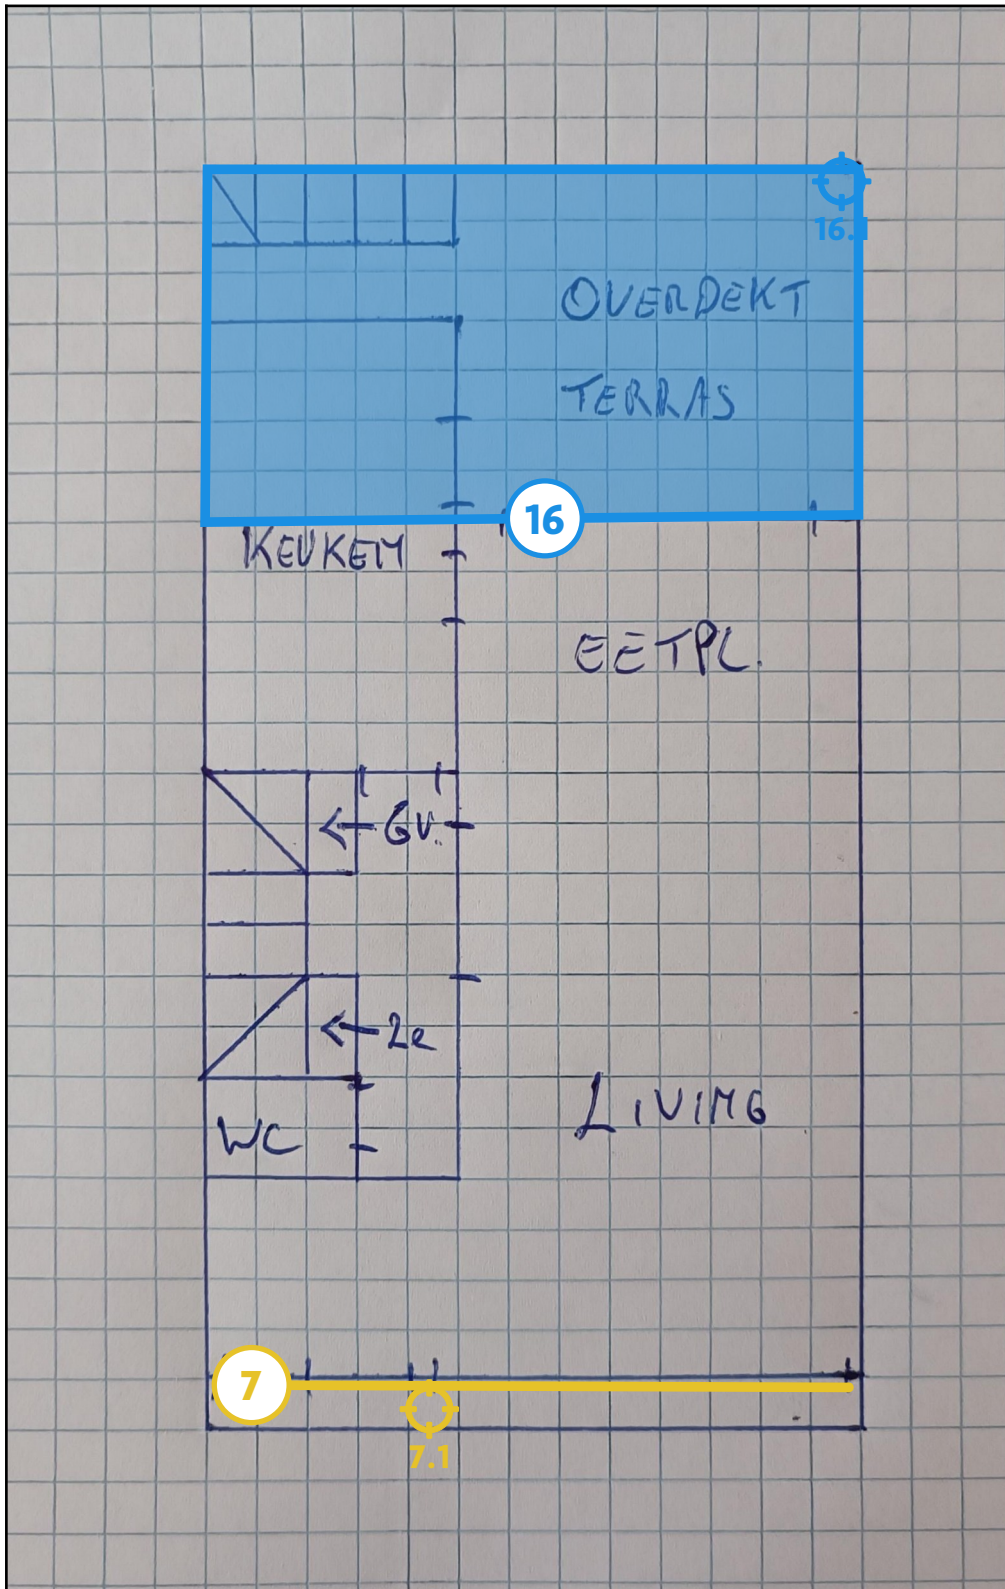 16.1
OVERDEKT
TERRAS
16
KEUKEN
EETPL.
GV.
2e
WC
LIVING
7
7.1